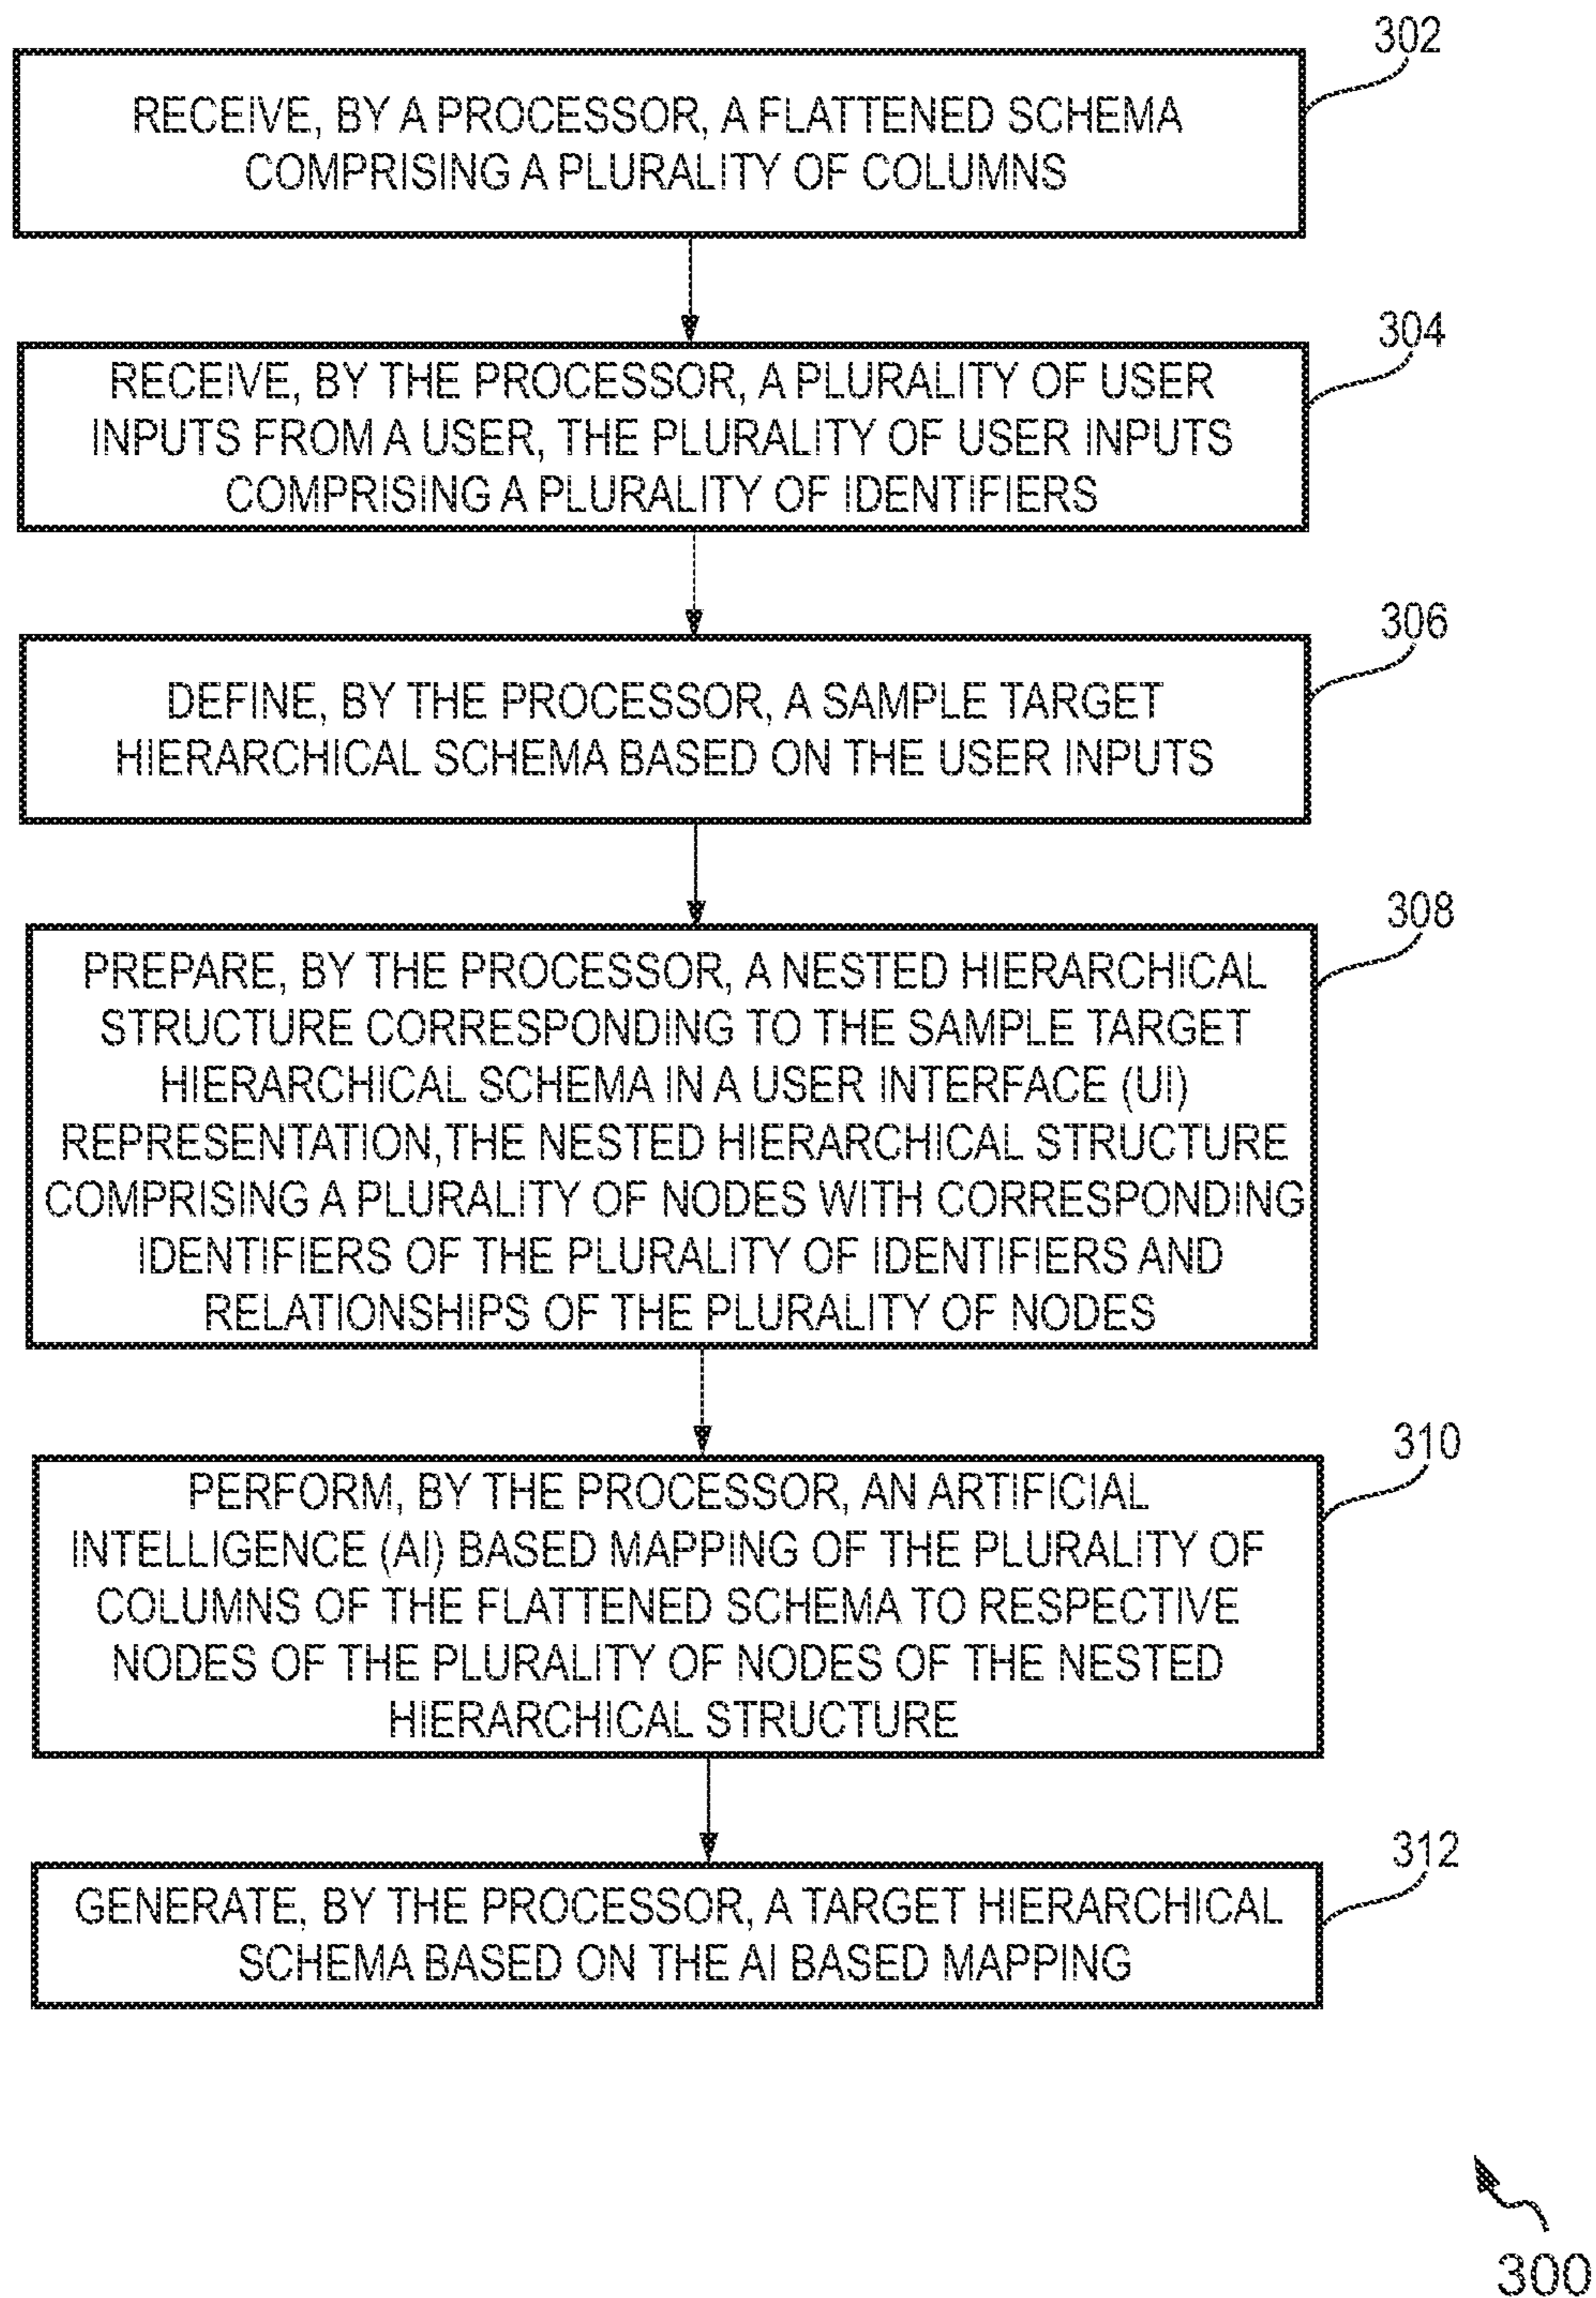 302
RECEIVE, BY A PROCESSOR, A FLATTENED SCHEMA
COMPRISING A PLURALITY OF COLUMNS
304
RECEIVE, BY THE PROCESSOR, A PLURALITY OF USER
INPUTS FROM A USER, THE PLURALITY OF USER INPUTS
COMPRISING A PLURALITY OF IDENTIFIERS
306
DEFINE, BY THE PROCESSOR, A SAMPLE TARGET
HIERARCHICAL SCHEMA BASED ON THE USER INPUTS
308
PREPARE, BY THE PROCESSOR, A NESTED HIERARCHICAL
STRUCTURE CORRESPONDING TO THE SAMPLE TARGET
HIERARCHICAL SCHEMA IN A USER INTERFACE (UI)
REPRESENTATION,THE NESTED HIERARCHICAL STRUCTURE
COMPRISING A PLURALITY OF NODES WITH CORRESPONDING
IDENTIFIERS OF THE PLURALITY OF IDENTIFIERS AND
RELATIONSHIPS OF THE PLURALITY OF NODES
310
PERFORM, BY THE PROCESSOR, AN ARTIFICIAL
INTELLIGENCE (AI) BASED MAPPING OF THE PLURALITY OF
COLUMNS OF THE FLATTENED SCHEMA TO RESPECTIVE
NODES OF THE PLURALITY OF NODES OF THE NESTED
HIERARCHICAL STRUCTURE
312
GENERATE, BY THE PROCESSOR, A TARGET HIERARCHICAL
SCHEMA BASED ON THE AI BASED MAPPING
300